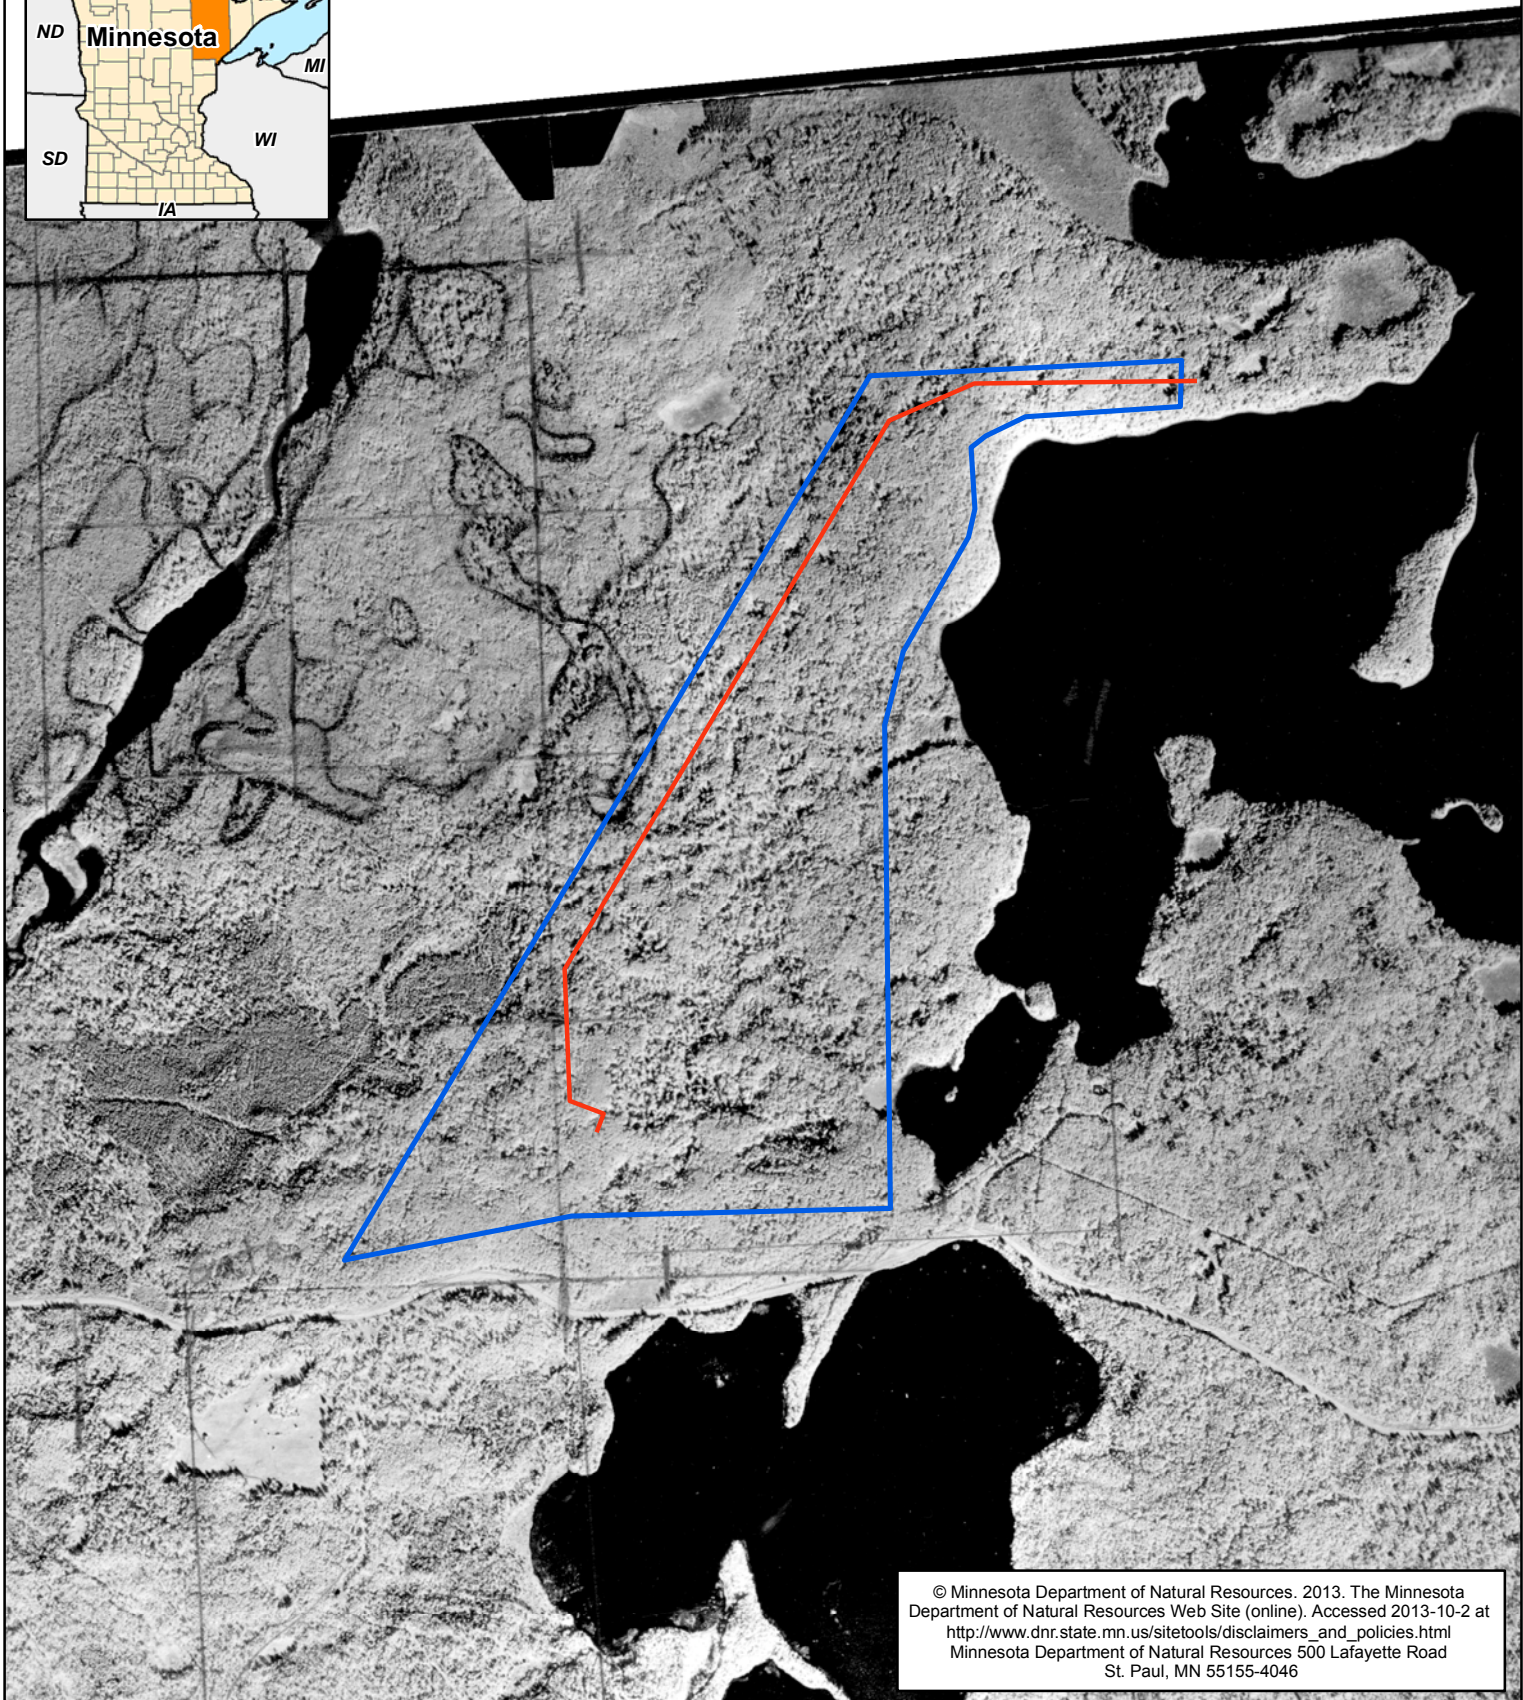 ND
Minnesota
MI
WI
SD
IA
© Minnesota Department of Natural Resources. 2013. The Minnesota
Department of Natural Resources Web Site (online). Accessed 2013-10-2 at
http://www.dnr.state.mn.us/sitetools/disclaimers_and_policies.html
Minnesota Department of Natural Resources 500 Lafayette Road
St. Paul, MN 55155-4046